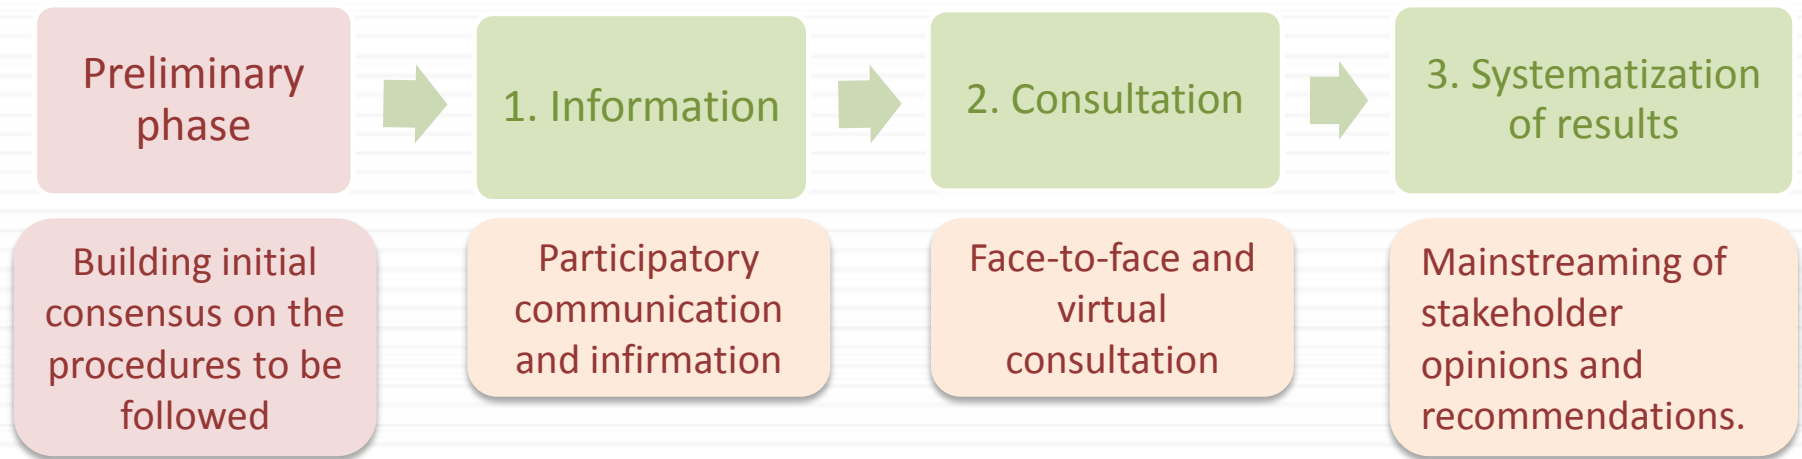 Preliminary
phase
1. Information
2. Consultation
3. Systematization
of results
Building initial
consensus on the
procedures to be
followed
Participatory
communication
and infirmation
Face-to-face and
virtual
consultation
Mainstreaming of
stakeholder
opinions and
recommendations.